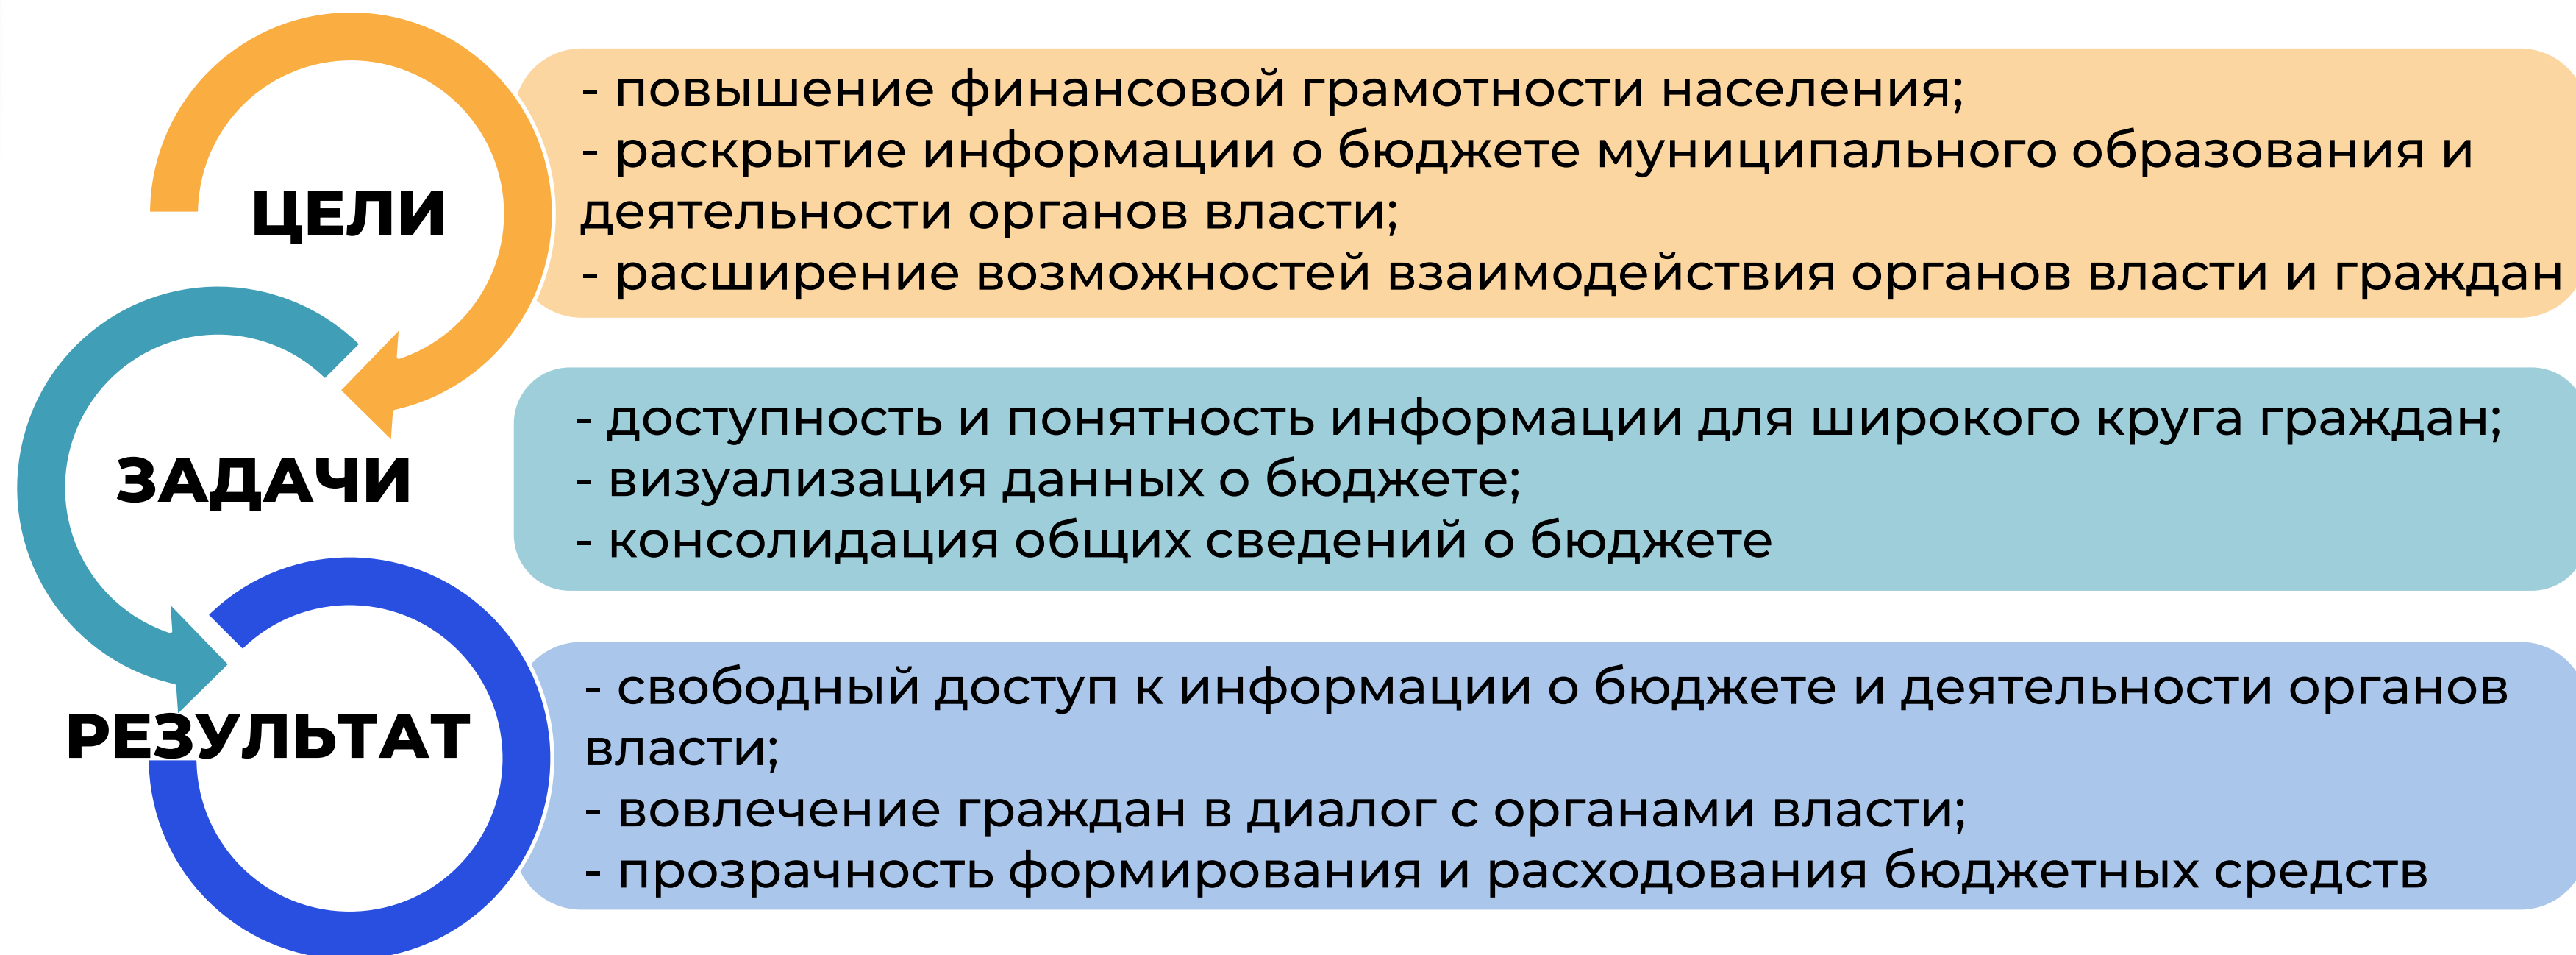 ЦЕЛИ
- повышение финансовой грамотности населения;
- раскрытие информации о бюджете муниципального образования и
деятельности органов власти;
- расширение возможностей взаимодействия органов власти и граждан
ЗАДАЧИ
- доступность и понятность информации для широкого круга граждан;
- визуализация данных о бюджете;
- консолидация общих сведений о бюджете
РЕЗУЛЬТАТ
- свободный доступ к информации о бюджете и деятельности органов
власти;
- вовлечение граждан в диалог с органами власти;
- прозрачность формирования и расходования бюджетных средств